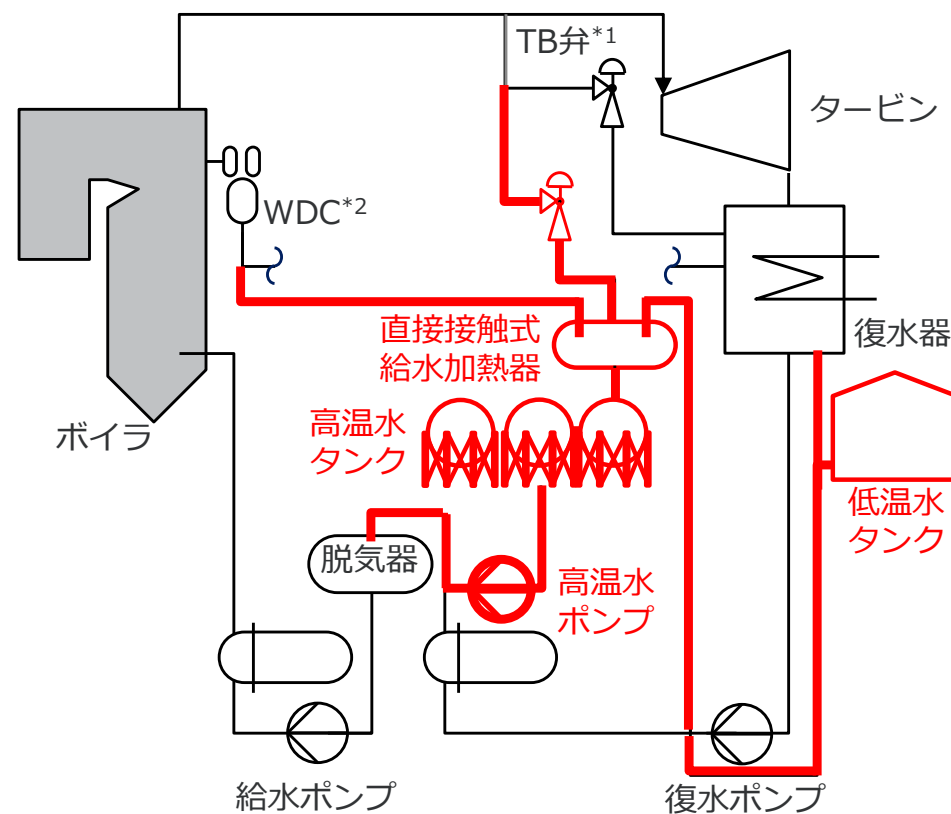 TB弁*1
タービン
WDC*2
直接接触式
給水加熱器
復水器
ボイラ
高温水
タンク
低温水
タンク
脱気器
高温水
ポンプ
給水ポンプ
復水ポンプ